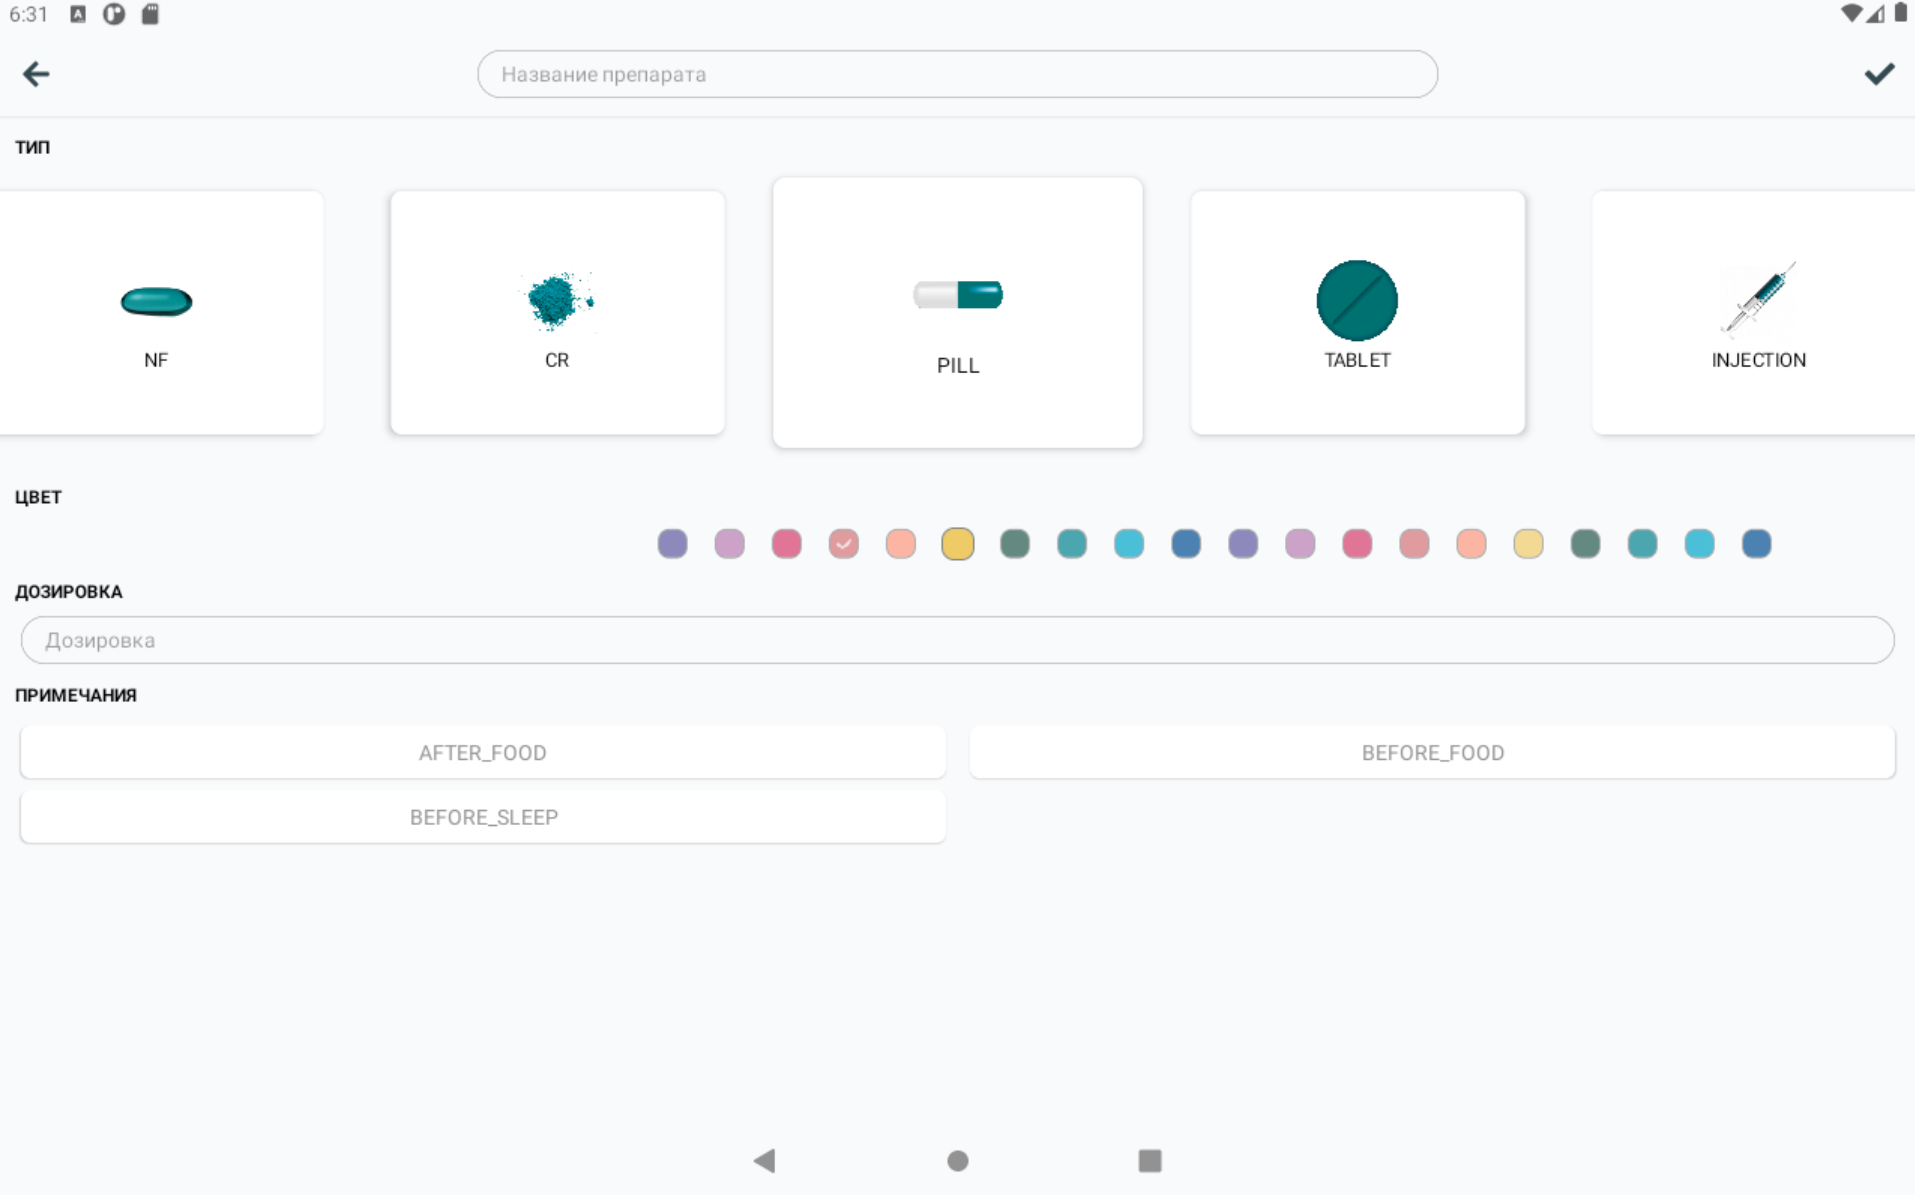 6:31
Название препарата
ТИП
NF
CR
PILL
TABLET
INJECTION
ЦВЕТ
ДОЗИРОВКА
Дозировка
ПРИМЕЧАНИЯ
AFTER_FOOD
BEFORE_FOOD
BEFORE_SLEEP